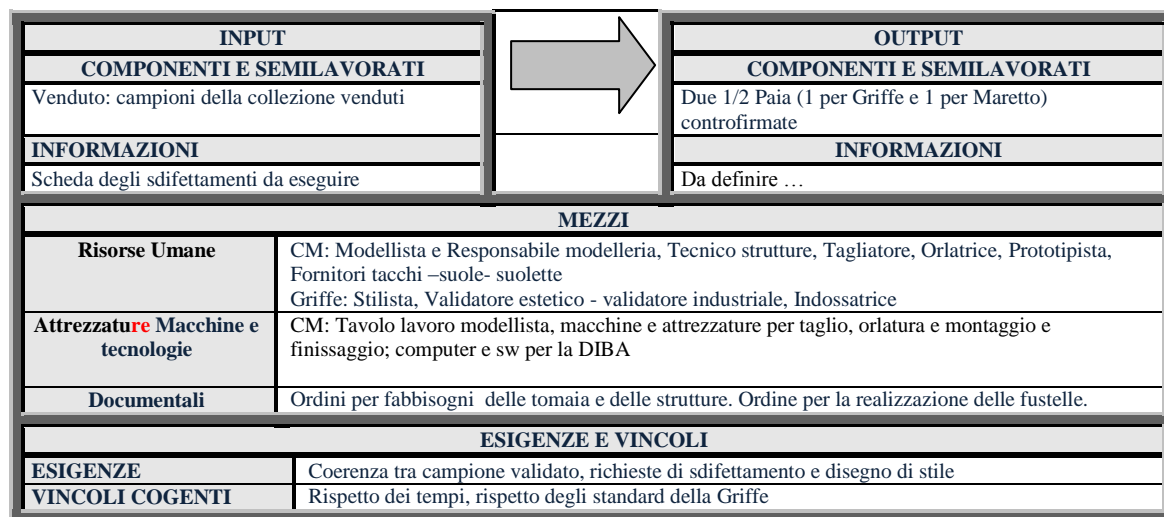 INPUT
COMPONENTI E SEMILAVORATI
Venduto: campioni della collezione venduti
INFORMAZIONI
Scheda degli sdifettamenti da eseguire
OUTPUT
COMPONENTI E SEMILAVORATI
Due 1/2 Paia (1 per Griffe e 1 per Maretto)
controfirmate
INFORMAZIONI
Da definire …
MEZZI
Risorse Umane
CM: Modellista e Responsabile modelleria, Tecnico strutture, Tagliatore, Orlatrice, Prototipista,
Fornitori tacchi –suole- suolette
Griffe: Stilista, Validatore estetico - validatore industriale, Indossatrice
Attrezzature Macchine e
tecnologie
CM: Tavolo lavoro modellista, macchine e attrezzature per taglio, orlatura e montaggio e
finissaggio; computer e sw per la DIBA
Documentali
Ordini per fabbisogni delle tomaia e delle strutture. Ordine per la realizzazione delle fustelle.
ESIGENZE E VINCOLI
ESIGENZE
Coerenza tra campione validato, richieste di sdifettamento e disegno di stile
VINCOLI COGENTI
Rispetto dei tempi, rispetto degli standard della Griffe